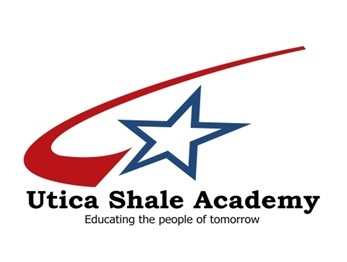 Utica Shale Academy
Educating the people of tomorrow